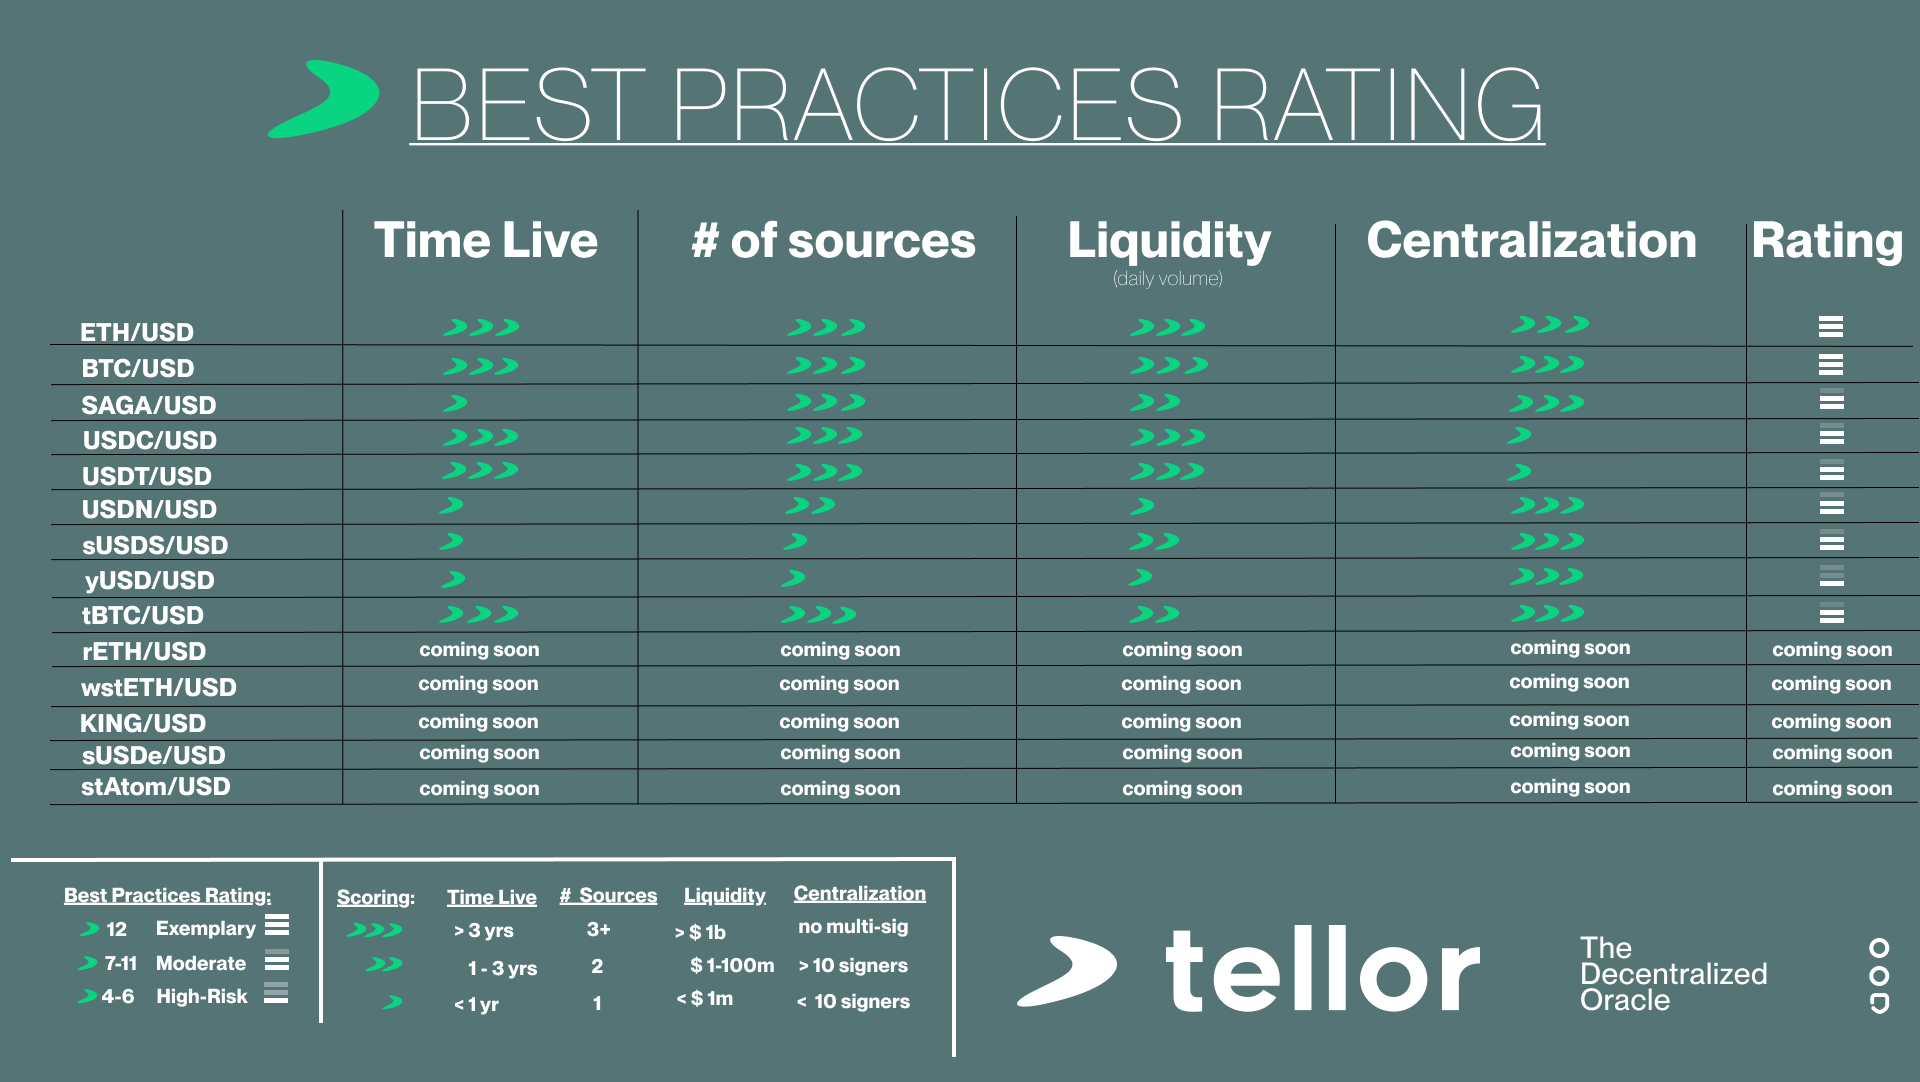 BEST PRACTICES RATING
Time Live # of sources Liquidity Centralization Rating
(daily volume)
ETH/USD
BTC/USD
SAGA/USD
USDC/USD
USDT/USD
USDN/USD
sUSDS/USD
yUSD/USD
tBTC/USD
rETH/USD coming soon coming soon coming soon coming soon coming soon
wstETH/USD coming soon coming soon coming soon coming soon coming soon
KING/USD coming soon coming soon coming soon coming soon coming soon
sUSDe/USD coming soon coming soon coming soon coming soon coming soon
stAtom/USD coming soon coming soon coming soon coming soon coming soon
Best Practices Rating:
12 Exemplary
7-11 Moderate
4-6 High-Risk
Scoring: Time Live # Sources Liquidity Centralization
> 3 yrs 3+ > $ 1b no multi-sig
1 - 3 yrs 2 $ 1-100m > 10 signers
< 1 yr 1 < $ 1m < 10 signers
tellor
The
Decentralized
Oracle